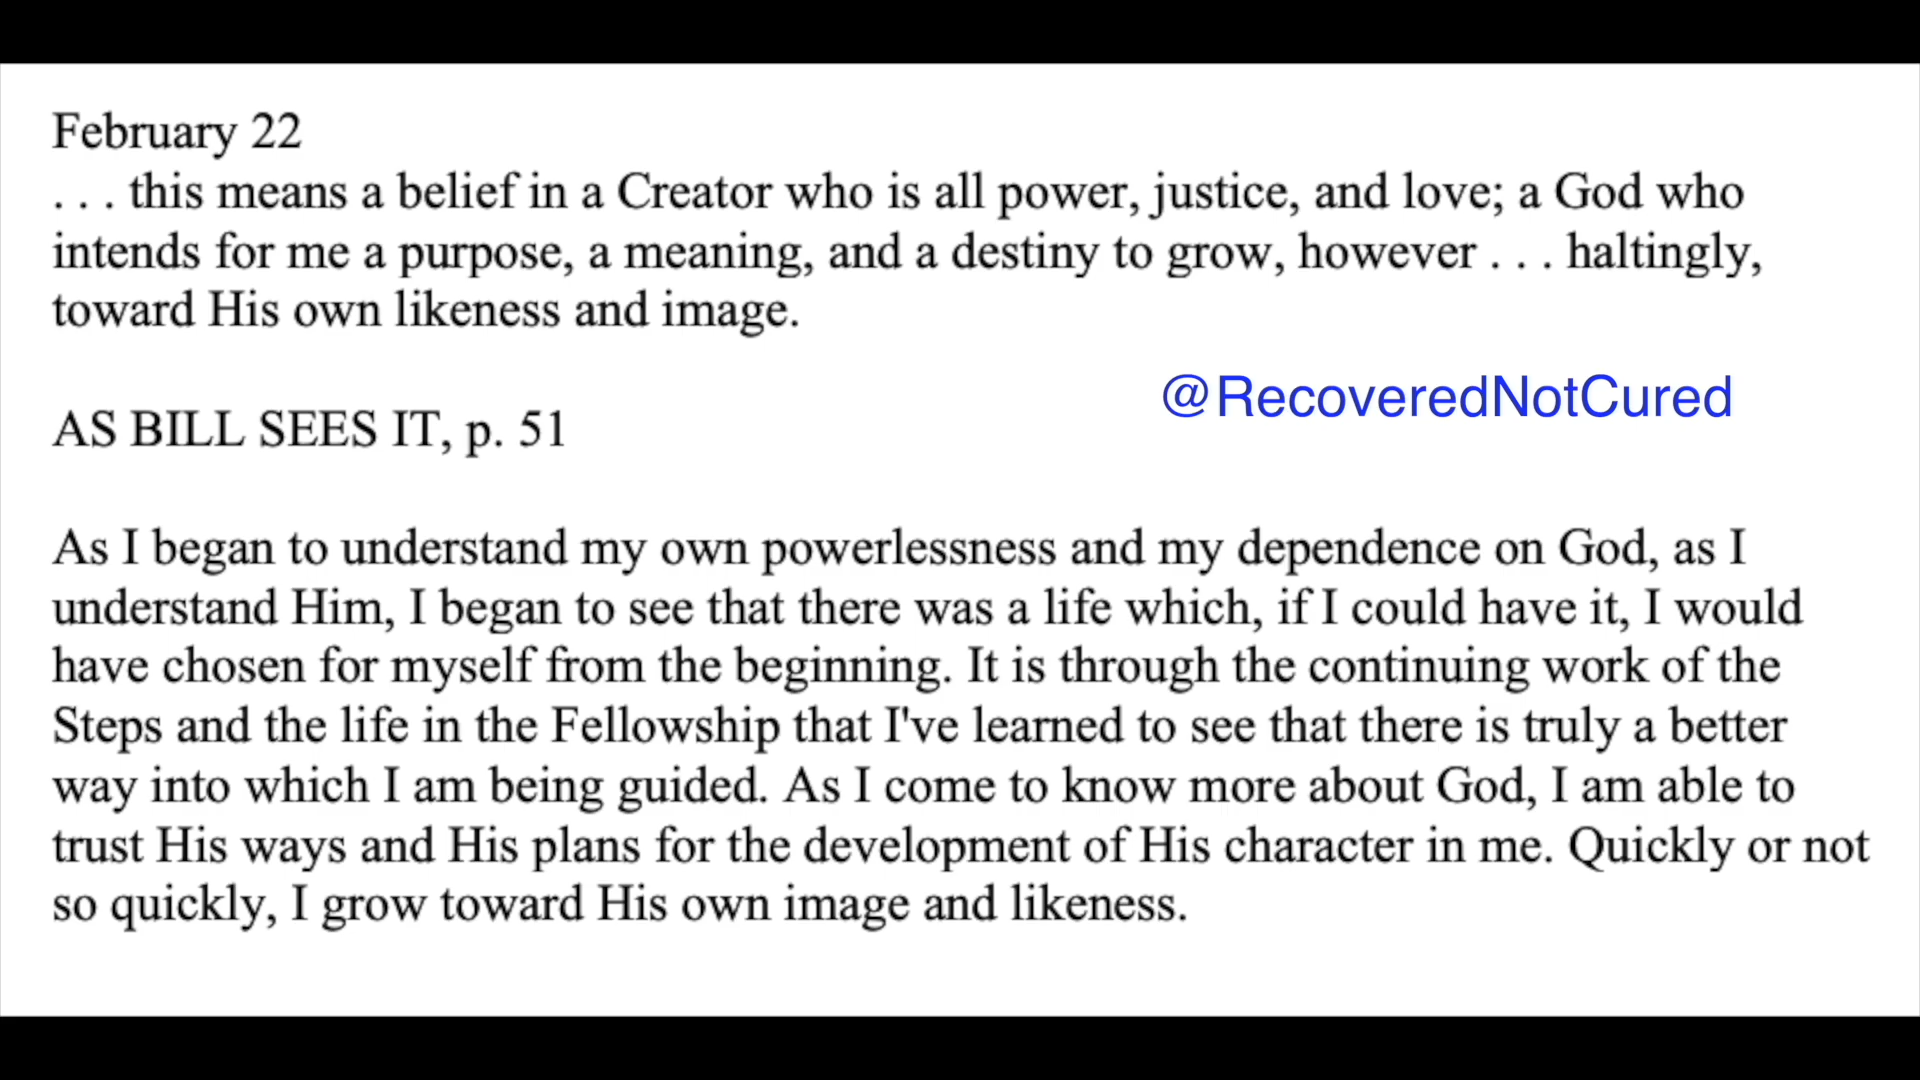 February 22
. . . this means a belief in a Creator who is all power, justice, and love; a God who
intends for me a purpose, a meaning, and a destiny to grow, however . . . haltingly,
toward His own likeness and image.
@RecoveredNotCured
AS BILL SEES IT, p. 51
As I began to understand my own powerlessness and my dependence on God, as I
understand Him, I began to see that there was a life which, if I could have it, I would
have chosen for myself from the beginning. It is through the continuing work of the
Steps and the life in the Fellowship that I've learned to see that there is truly a better
way into which I am being guided. As I come to know more about God, I am able to
trust His ways and His plans for the development of His character in me. Quickly or not
so quickly, I grow toward His own image and likeness.